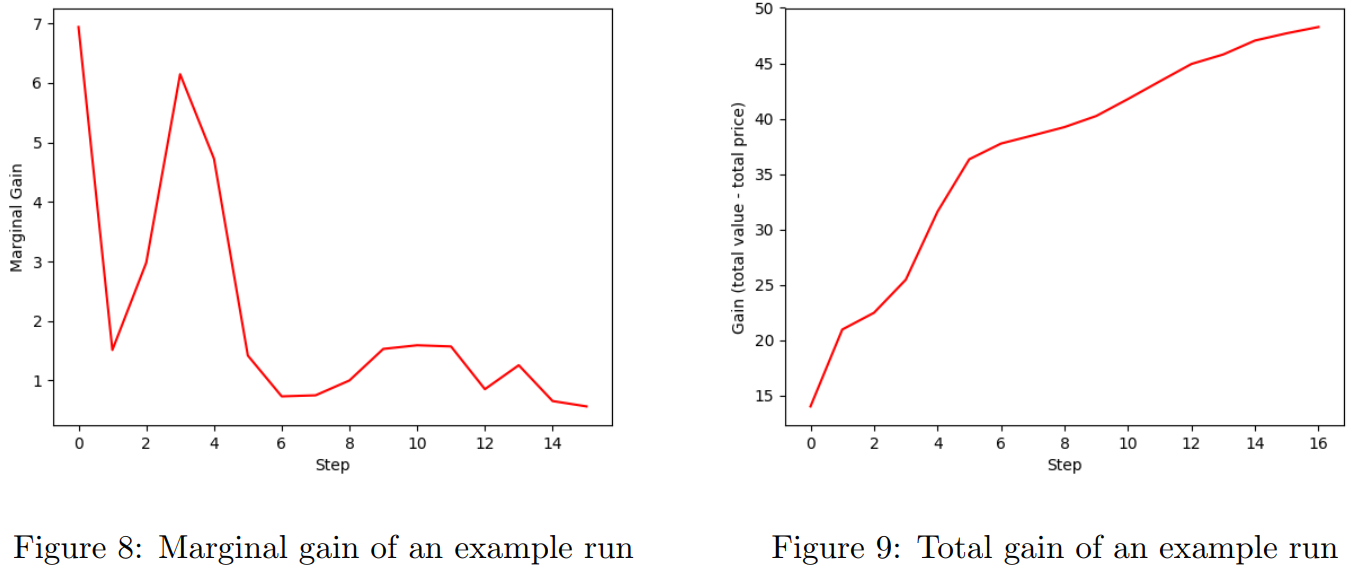 7
6
5
4
3
2
1
Marginal Gain
0 2 4 6 8 10 12 14
Step
Figure 8: Marginal gain of an example run
50
45
40
35
30
25
20
15
Gain (total value - total price)
0 2 4 6 8 10 12 14 16
Step
Figure 9: Total gain of an example run